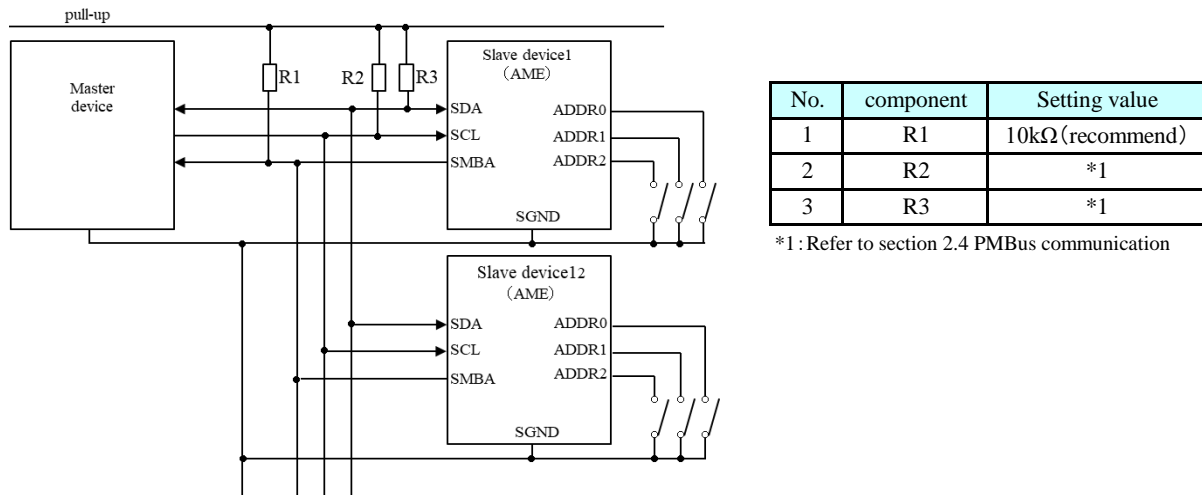 pull-up
Master
device
R1
R2
R3
Slave device1
(AME)
SDA
SCL
SMBA
ADDR0
ADDR1
ADDR2
SGND
Slave device12
(AME)
SDA
SCL
SMBA
ADDR0
ADDR1
ADDR2
SGND
No. component Setting value
1 R1 10kΩ(recommend)
2 R2 *1
3 R3 *1
*1:Refer to section 2.4 PMBus communication